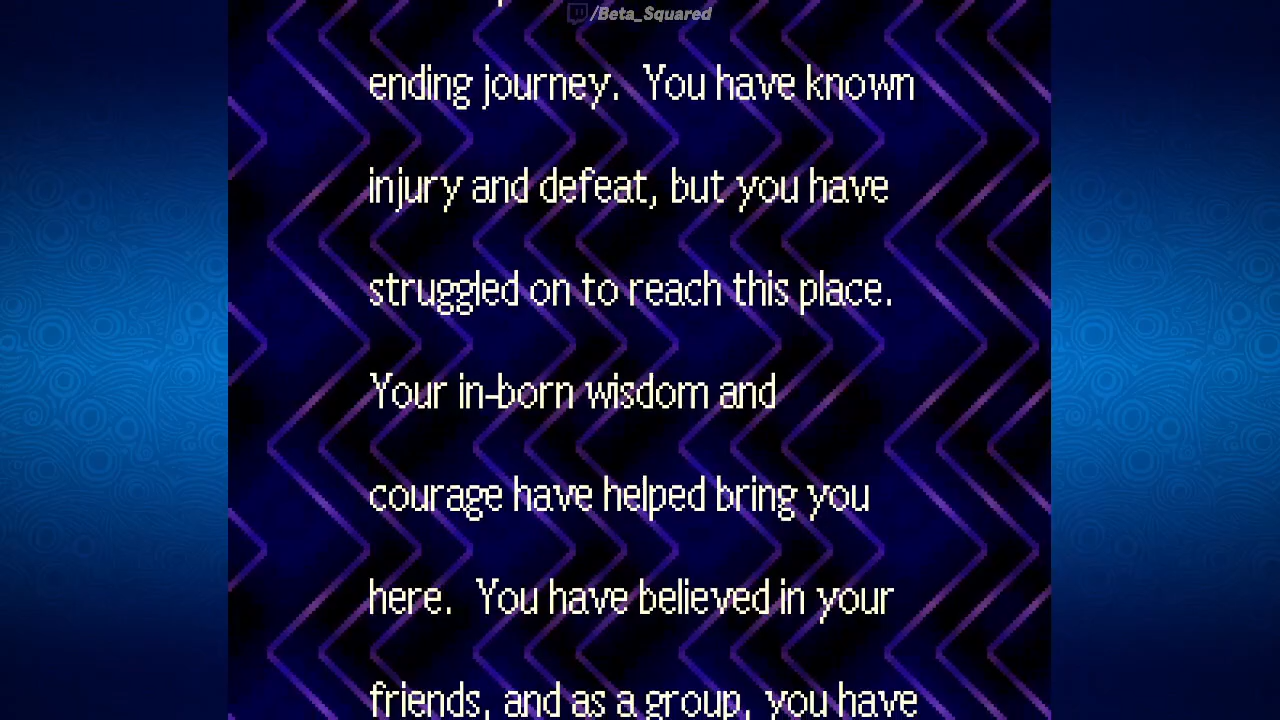 /Beta_Squared
ending journey. You have known
injury and defeat, but you have
struggled on to reach this place.
Your in-born wisdom and
courage have helped bring you
here. You have believed in your
friends, and as a group, you have